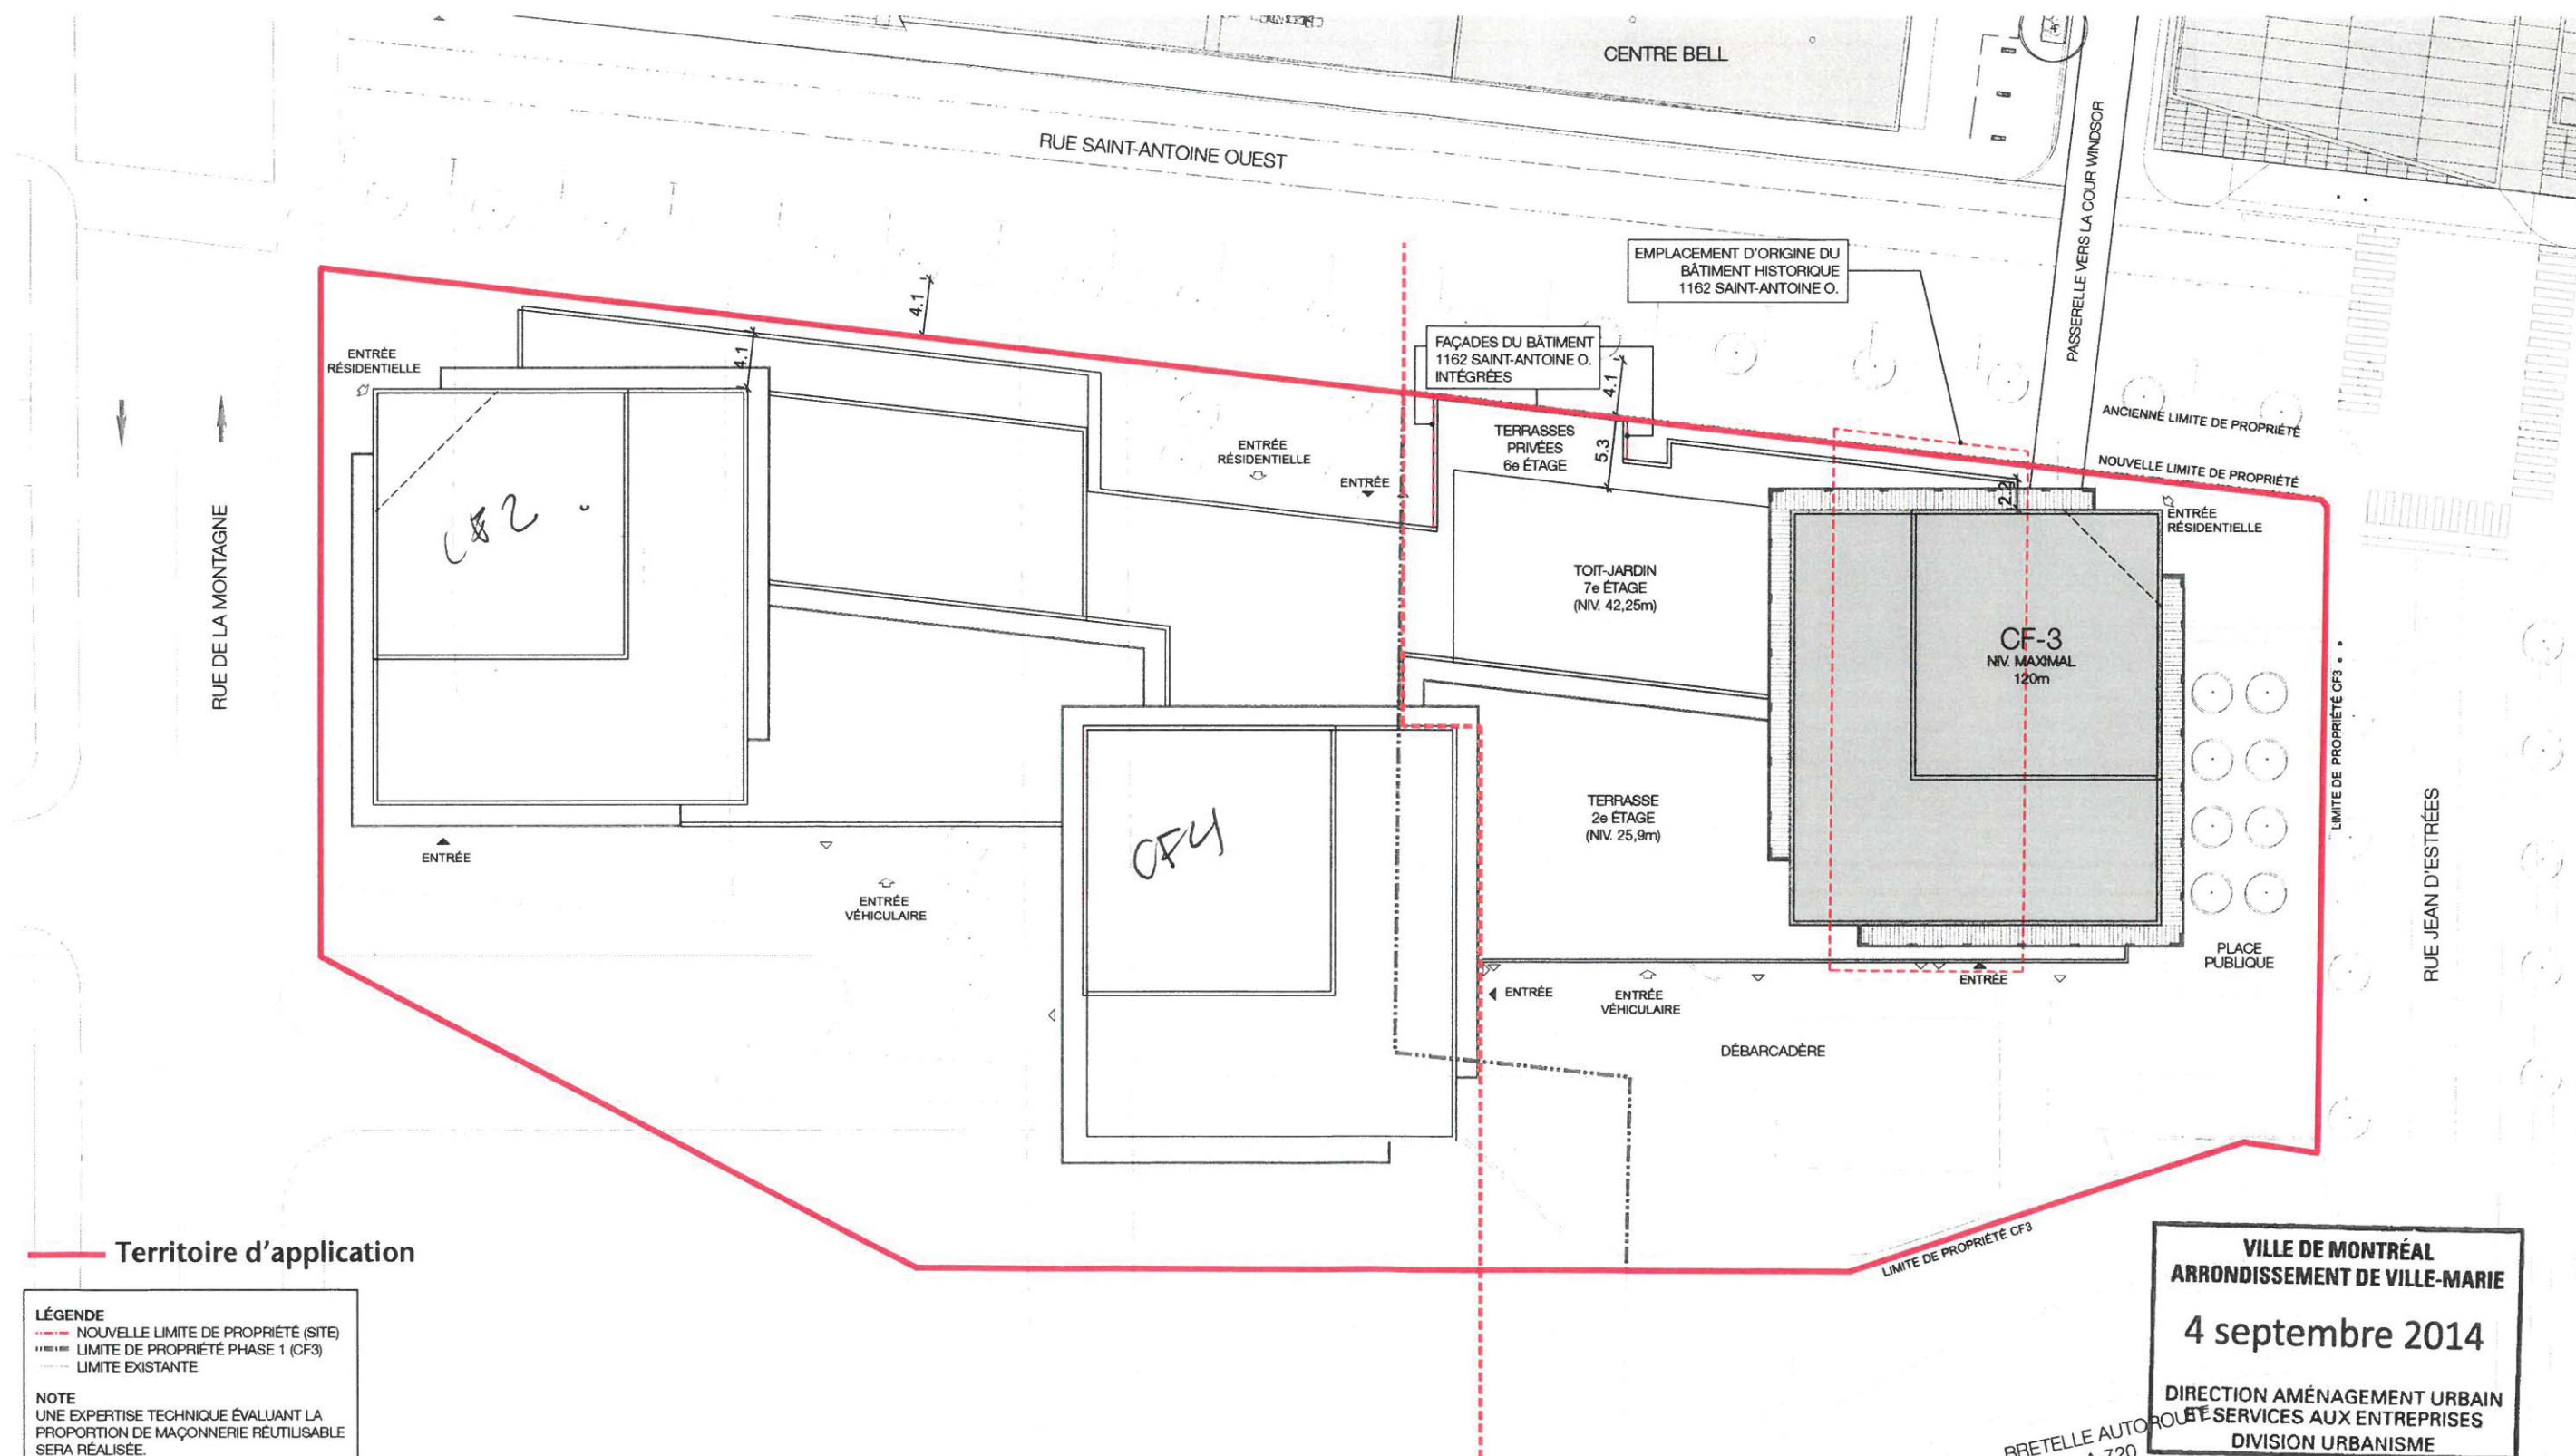 CENTRE BELL
RUE SAINT-ANTOINE OUEST
PASSERELLE VERS LA COUR WINDSOR
EMPLACEMENT D'ORIGINE DU
BÂTIMENT HISTORIQUE
1162 SAINT-ANTOINE O.
4.1
FAÇADES DU BÂTIMENT
1162 SAINT-ANTOINE O.
INTÉGRÉES
4.1
4.1
ENTRÉE
RÉSIDENTIELLE
ANCIENNE LIMITE DE PROPRIÉTÉ
NOUVELLE LIMITE DE PROPRIÉTÉ
ENTRÉE
RÉSIDENTIELLE
ENTRÉE
TERRASSES
PRIVÉES
6e ÉTAGE
5.3
2.2
ENTRÉE
RÉSIDENTIELLE
RUE DE LA MONTAGNE
CF2
TOIT-JARDIN
7e ÉTAGE
(NIV. 42,25m)
CF-3
NIV. MAXIMAL
120m
LIMITE DE PROPRIÉTÉ CF3
RUE JEAN D'ESTRÉES
CF4
TERRASSE
2e ÉTAGE
(NIV. 25,9m)
ENTRÉE
ENTRÉE
VÉHICULAIRE
PLACE
PUBLIQUE
ENTRÉE
ENTRÉE
VÉHICULAIRE
ENTRÉE
DÉBARCADÈRE
LIMITE DE PROPRIÉTÉ CF3
Territoire d'application
LÉGENDE
NOUVELLE LIMITE DE PROPRIÉTÉ (SITE)
LIMITE DE PROPRIÉTÉ PHASE 1 (CF3)
LIMITE EXISTANTE
NOTE
UNE EXPERTISE TECHNIQUE ÉVALUANT LA
PROPORTION DE MAÇONNERIE RÉUTILISABLE
SERA RÉALISÉE.
VILLE DE MONTRÉAL
ARRONDISSEMENT DE VILLE-MARIE
4 septembre 2014
DIRECTION AMÉNAGEMENT URBAIN
ET SERVICES AUX ENTREPRISES
DIVISION URBANISME
BRETELLE AUTOROUTE
A-720